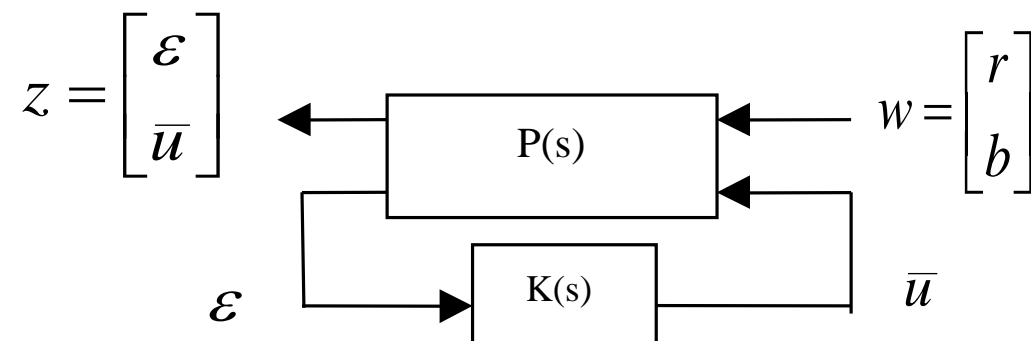 z = [ε ū]
P(s)
w = [r b]
ε
K(s)
ū